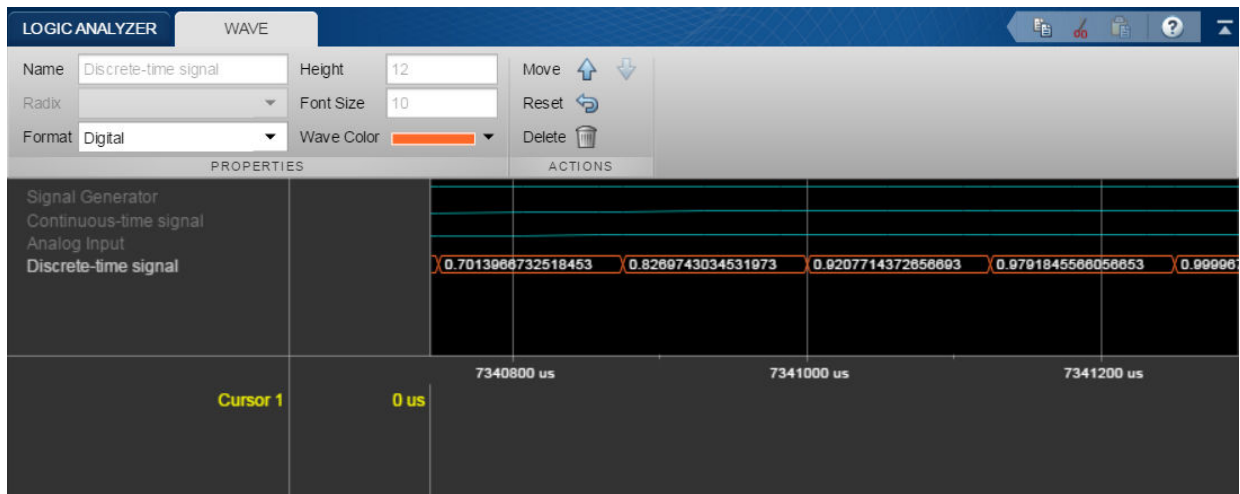 LOGIC ANALYZER WAVE
Name Discrete-time signal Height 12 Move
Radix Font Size 10 Reset
Format Digital Wave Color Delete
PROPERTIES ACTIONS
Signal Generator
Continuous-time signal
Analog Input
Discrete-time signal 0.7013966732518453 0.8269743034531973 0.9207714372656693 0.9791845566056653 0.999967
7340800 us 7341000 us 7341200 us
Cursor 1 0 us